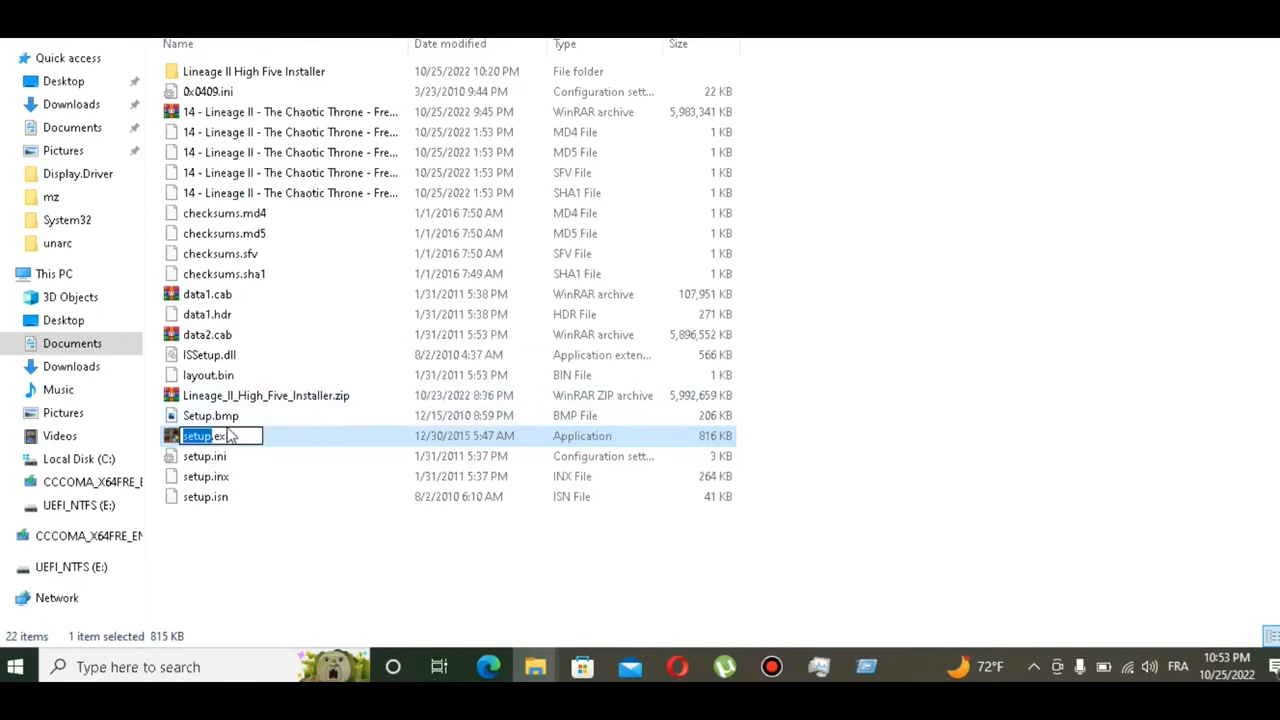 Name Date modified Type Size
Quick access
Desktop
Downloads
Documents
Pictures
Display.Driver
mz
System32
unarc
This PC
3D Objects
Desktop
Documents
Downloads
Music
Pictures
Videos
Local Disk (C:)
CCCOMA_X64FRE_E
UEFI_NTFS (E:)
CCCOMA_X64FRE_EN
UEFI_NTFS (E:)
Network
Lineage II High Five Installer 10/25/2022 10:20 PM File folder
0x0409.ini 3/23/2010 9:44 PM Configuration sett... 22 KB
14 - Lineage II - The Chaotic Throne - Fre... 10/25/2022 9:45 PM WinRAR archive 5,983,341 KB
14 - Lineage II - The Chaotic Throne - Fre... 10/25/2022 1:53 PM MD4 File 1 KB
14 - Lineage II - The Chaotic Throne - Fre... 10/25/2022 1:53 PM MD5 File 1 KB
14 - Lineage II - The Chaotic Throne - Fre... 10/25/2022 1:53 PM SFV File 1 KB
14 - Lineage II - The Chaotic Throne - Fre... 10/25/2022 1:53 PM SHA1 File 1 KB
checksums.md4 1/1/2016 7:50 AM MD4 File 1 KB
checksums.md5 1/1/2016 7:50 AM MD5 File 1 KB
checksums.sfv 1/1/2016 7:50 AM SFV File 1 KB
checksums.sha1 1/1/2016 7:49 AM SHA1 File 1 KB
data1.cab 1/31/2011 5:38 PM WinRAR archive 107,951 KB
data1.hdr 1/31/2011 5:38 PM HDR File 271 KB
data2.cab 1/31/2011 5:53 PM WinRAR archive 5,896,552 KB
ISSetup.dll 8/2/2010 4:37 AM Application exten... 566 KB
layout.bin 1/31/2011 5:53 PM BIN File 1 KB
Lineage_II_High_Five_Installer.zip 10/23/2022 8:36 PM WinRAR ZIP archive 5,992,659 KB
Setup.bmp 12/15/2010 8:59 PM BMP File 206 KB
setup.ex 12/30/2015 5:47 AM Application 816 KB
setup.ini 1/31/2011 5:37 PM Configuration sett... 3 KB
setup.inx 1/31/2011 5:37 PM INX File 264 KB
setup.isn 8/2/2010 6:10 AM ISN File 41 KB
22 items 1 item selected 815 KB
Type here to search 72°F FRA 10:53 PM
10/25/2022